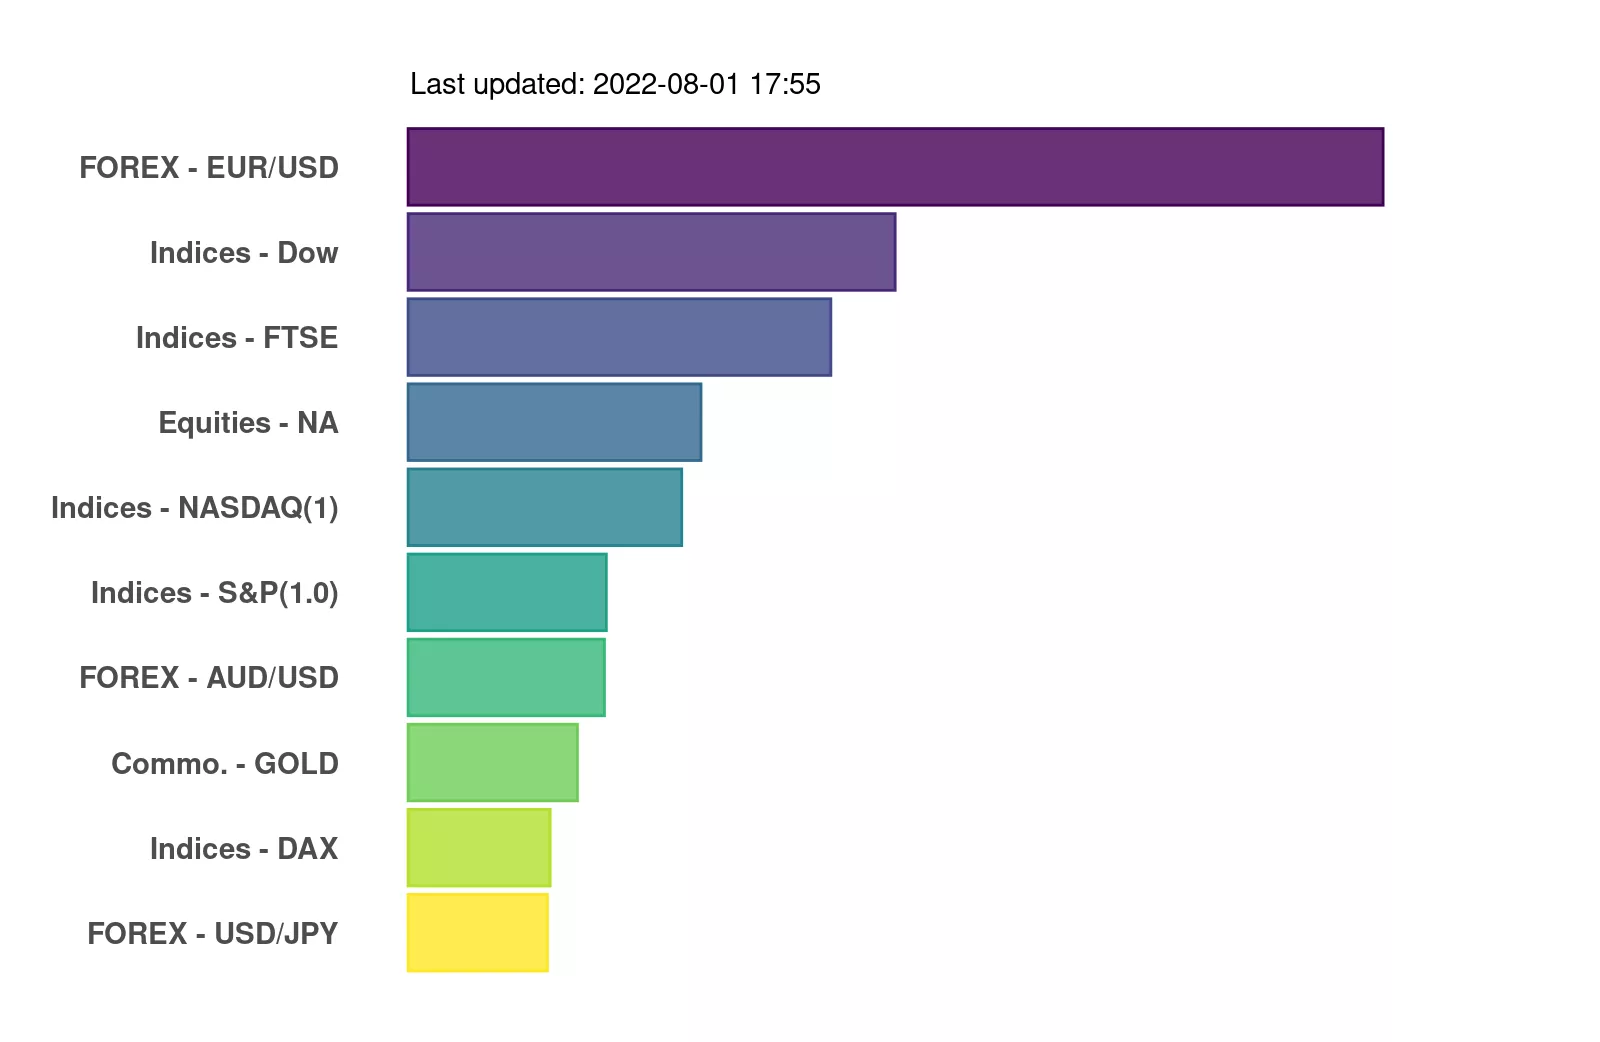 Last updated: 2022-08-01 17:55
FOREX - EUR/USD
Indices - Dow
Indices - FTSE
Equities - NA
Indices - NASDAQ(1)
Indices - S&P(1.0)
FOREX - AUD/USD
Commo. - GOLD
Indices - DAX
FOREX - USD/JPY